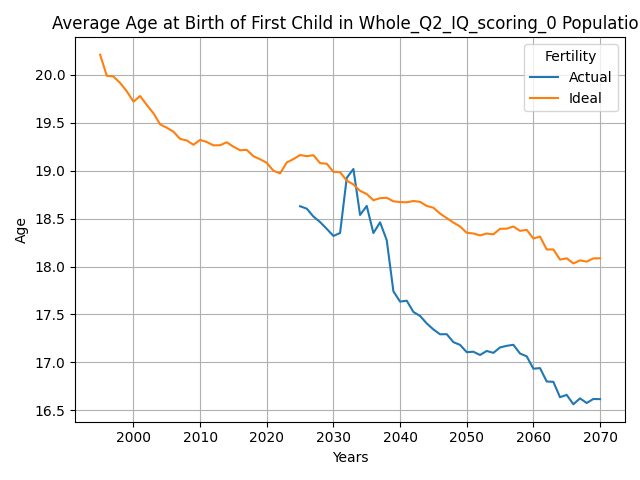 Average Age at Birth of First Child in Whole_Q2_IQ_scoring_0 Populatio
Fertility
Actual
Ideal
Age
20.0
19.5
19.0
18.5
18.0
17.5
17.0
16.5
2000 2010 2020 2030 2040 2050 2060 2070
Years